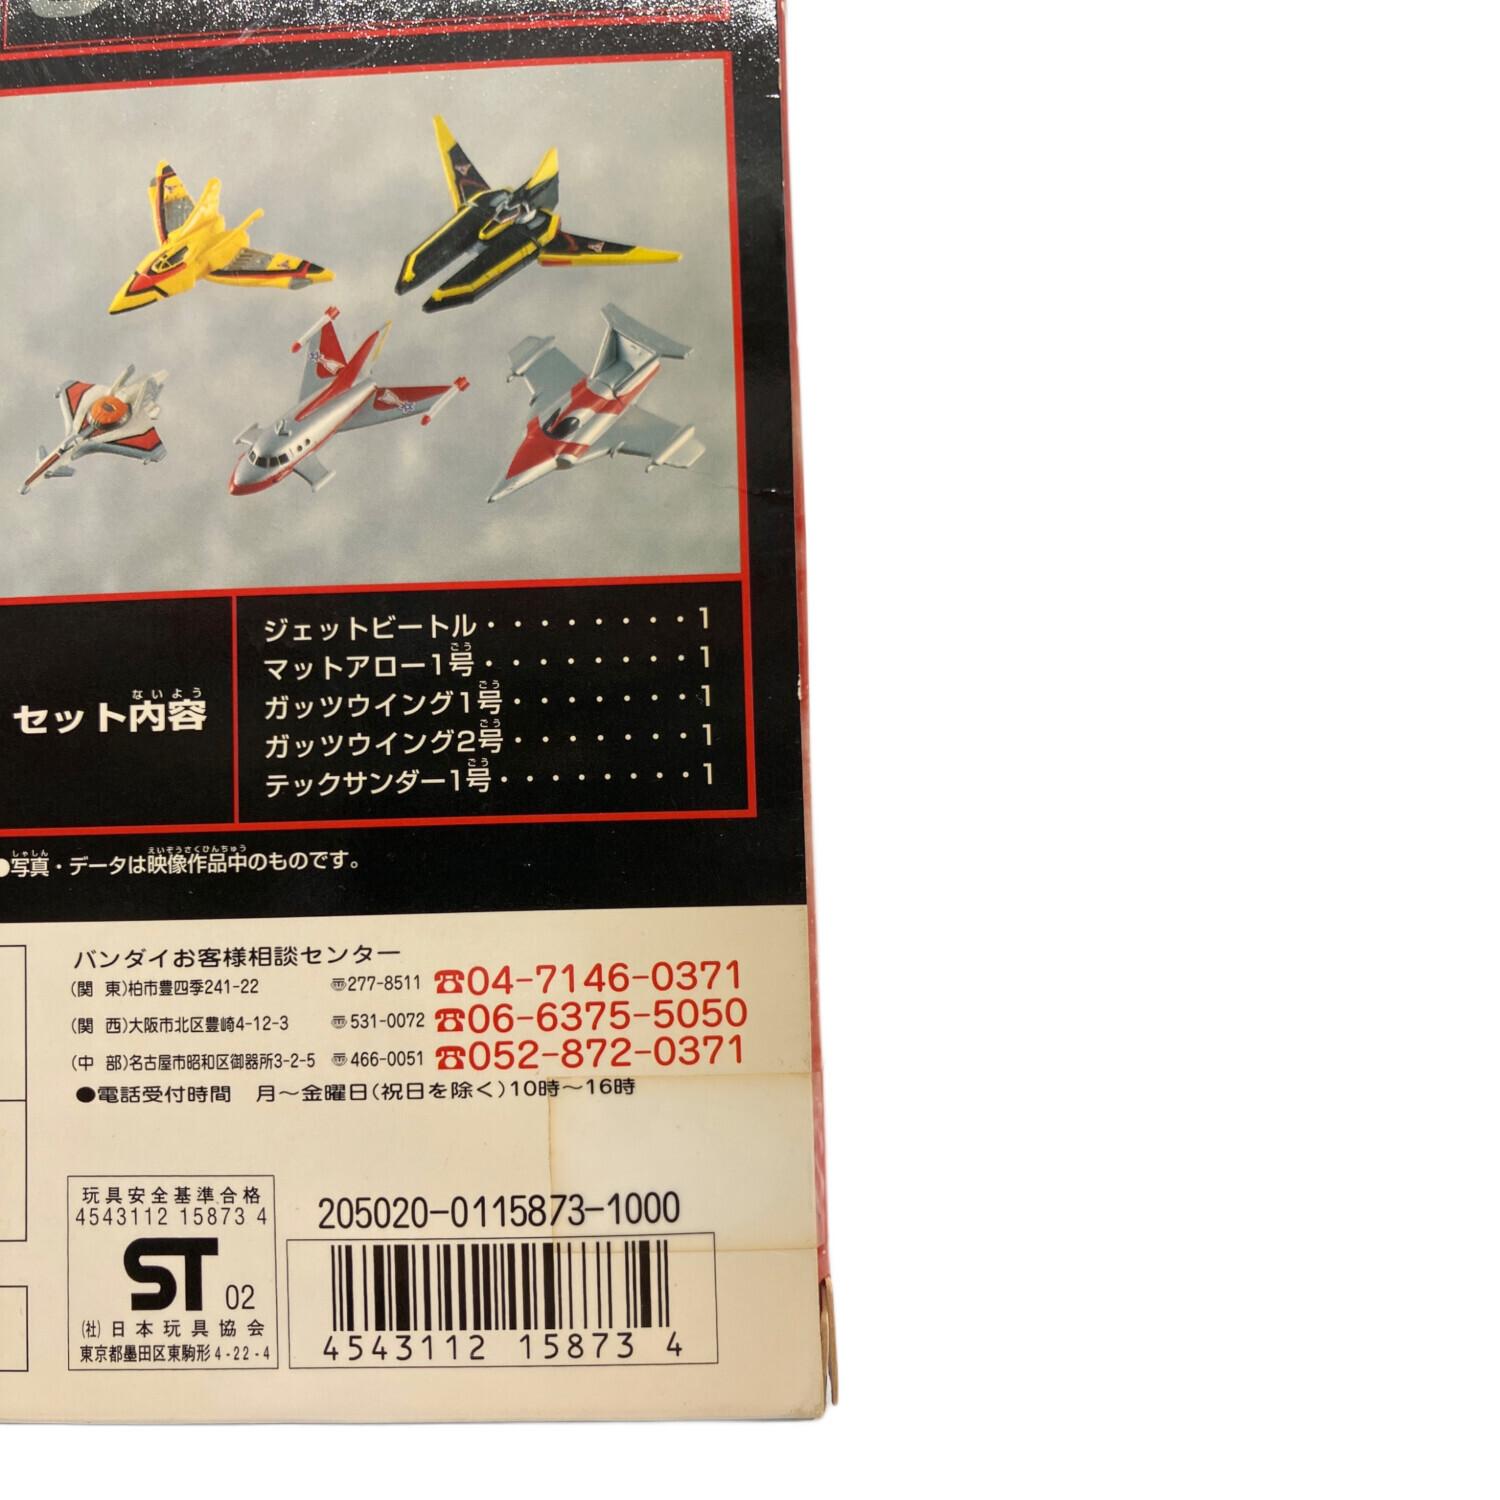 ジェットビートル・・・・・・・・・1
マットアロー1号・・・・・・・・・1
ガッツウイング1号・・・・・・・・1
ガッツウイング2号・・・・・・・・1
テックサンダー1号・・・・・・・・1
セット内容
●写真・データは映像作品中のものです。
バンダイお客様相談センター
(関 東)柏市豊四季241-22 〠277-8511 ☎04-7146-0371
(関 西)大阪市北区豊崎4-12-3 〠531-0072 ☎06-6375-5050
(中 部)名古屋市昭和区御器所3-2-5 〠466-0051 ☎052-872-0371
●電話受付時間 月〜金曜日(祝日を除く)10時〜16時
玩具安全基準合格
4543112 15873 4
ST 02
(社)日本玩具協会
東京都墨田区東駒形4-22-4
205020-0115873-1000
4543112 15873 4